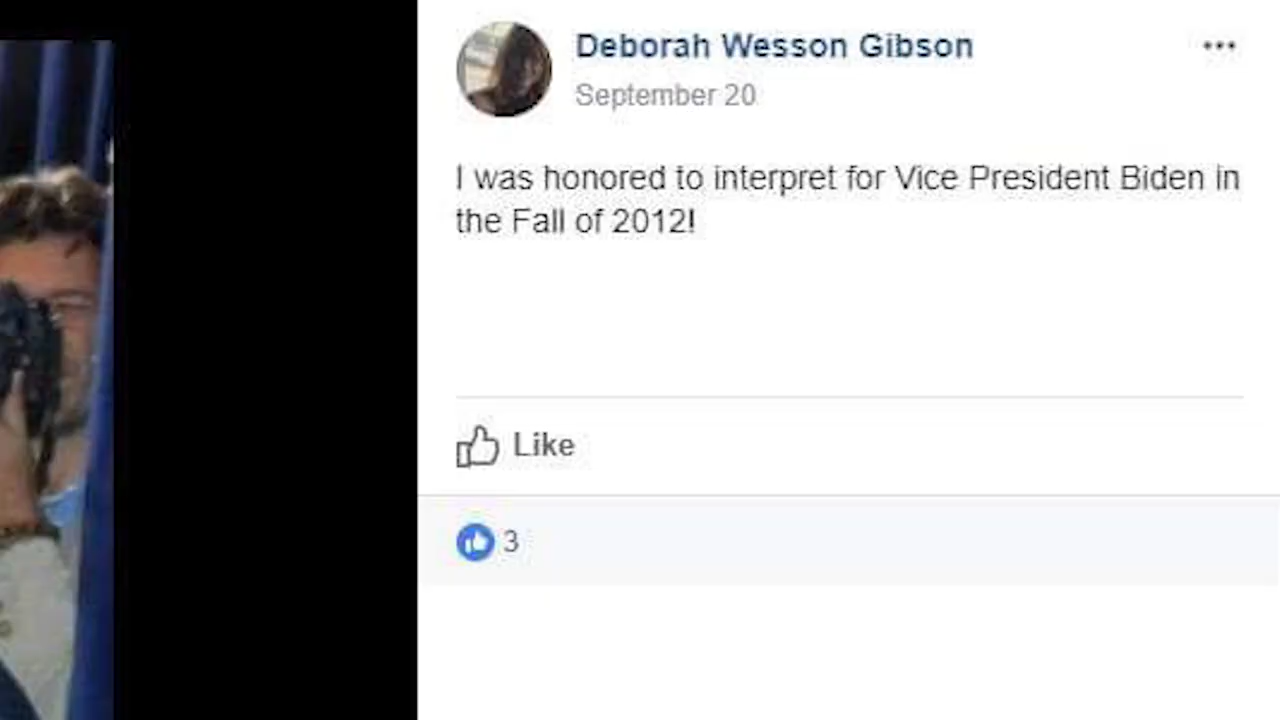 Deborah Wesson Gibson
September 20
I was honored to interpret for Vice President Biden in
the Fall of 2012!
Like
3